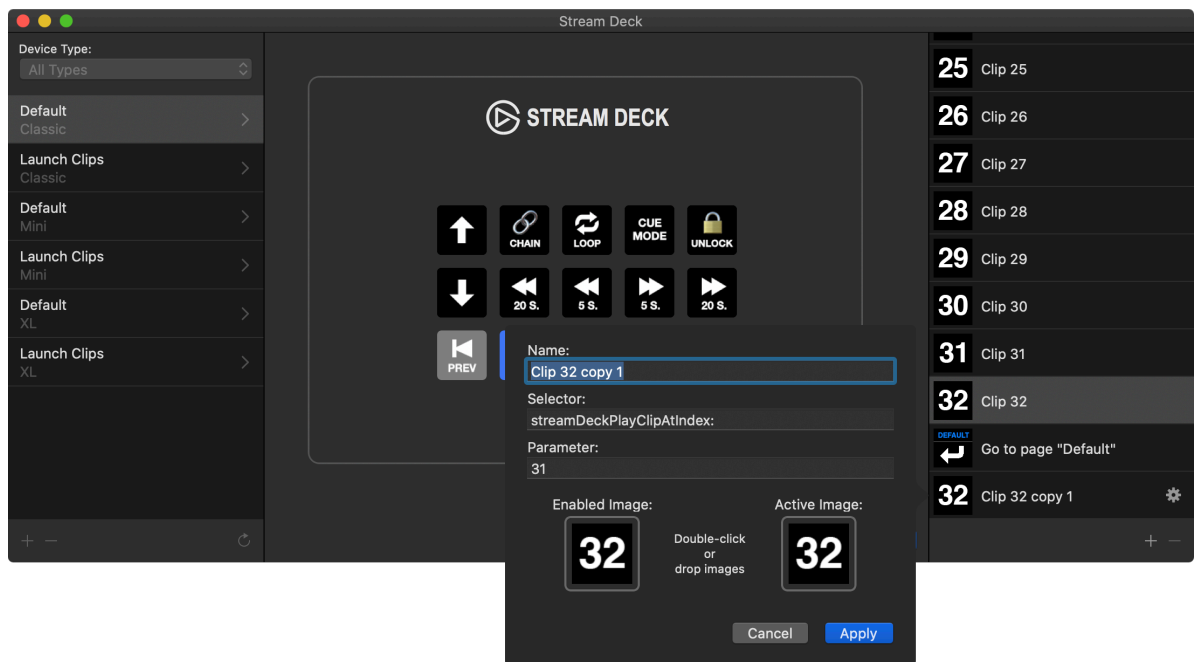 Stream Deck
Device Type:
All Types
Default
Classic
Launch Clips
Classic
Default
Mini
Launch Clips
Mini
Default
XL
Launch Clips
XL
STREAM DECK
CHAIN
LOOP
CUE
MODE
UNLOCK
20 S.
5 S.
5 S.
20 S.
PREV
Name:
Clip 32 copy 1
Selector:
streamDeckPlayClipAtIndex:
Parameter:
31
Enabled Image:
Active Image:
32
Double-click
or
drop images
32
Cancel
Apply
25 Clip 25
26 Clip 26
27 Clip 27
28 Clip 28
29 Clip 29
30 Clip 30
31 Clip 31
32 Clip 32
DEFAULT
Go to page "Default"
32 Clip 32 copy 1